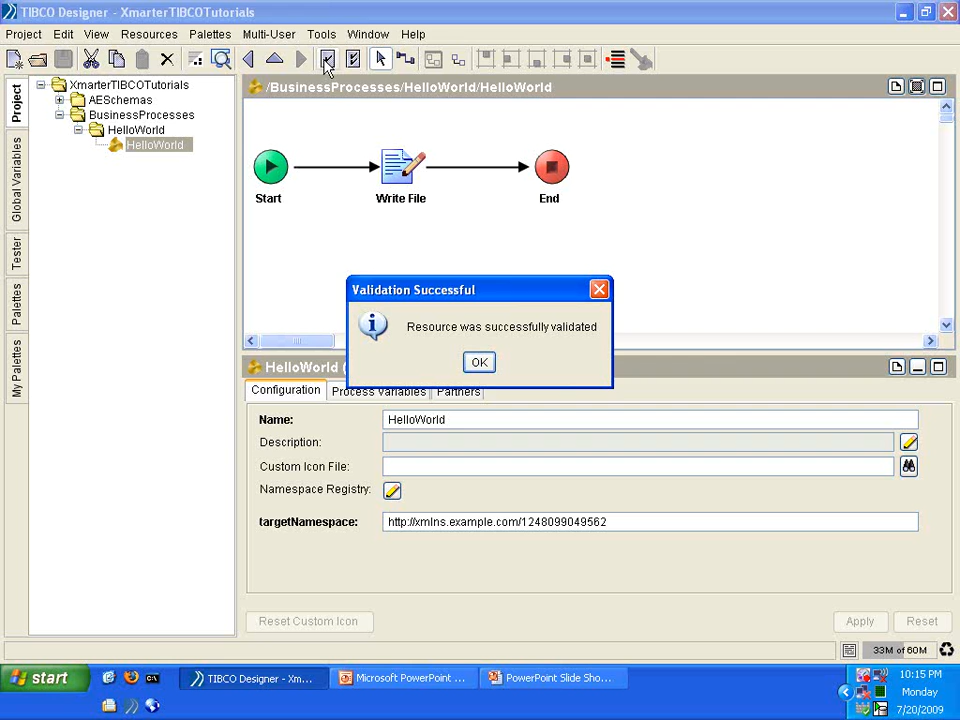 TIBCO Designer - XmarterTIBCOTutorials
Project Edit View Resources Palettes Multi-User Tools Window Help
Project
Global Variables
Tester
Palettes
My Palettes
XmarterTIBCOTutorials
AESchemas
BusinessProcesses
HelloWorld
HelloWorld
/BusinessProcesses/HelloWorld/HelloWorld
Start
Write File
End
Validation Successful
Resource was successfully validated
OK
HelloWorld (
Configuration Process Variables Partners
Name: HelloWorld
Description:
Custom Icon File:
Namespace Registry:
targetNamespace: http://xmlns.example.com/1248099049562
Reset Custom Icon Apply Reset
33M of 60M
start
TIBCO Designer - Xm...
Microsoft PowerPoint ...
PowerPoint Slide Sho...
10:15 PM
Monday
7/20/2009